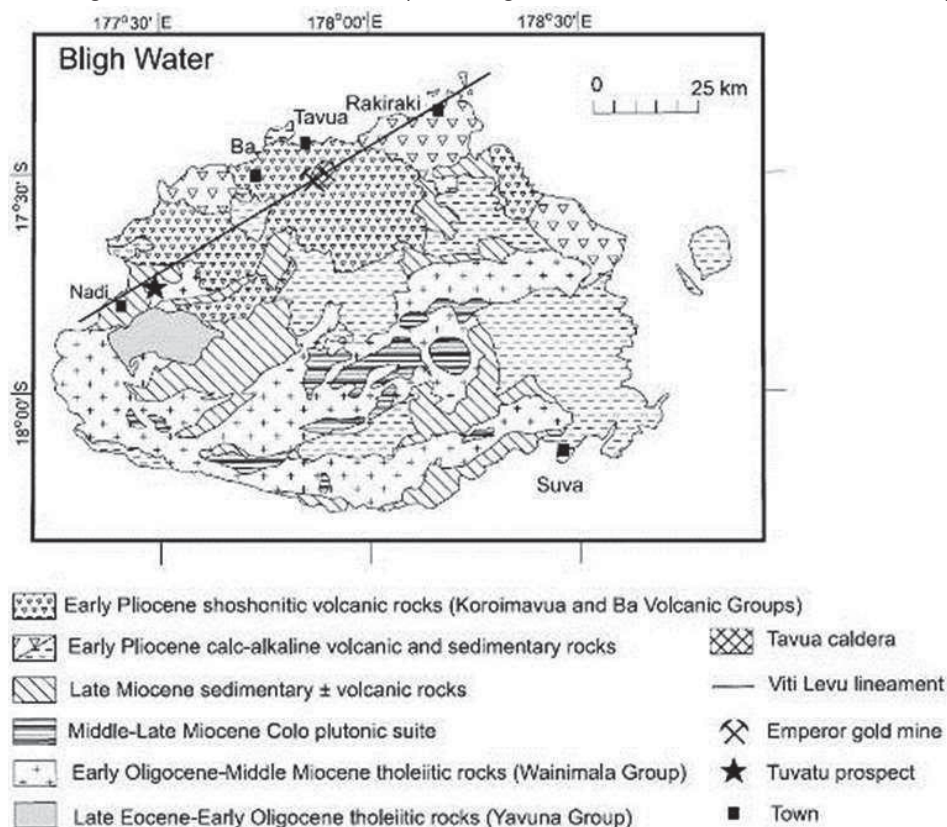 177°30' E
176°00' E
178°30' E
Bligh Water
0 25 km
Rakiraki
Tavua
Ba
17°30' S
Nadi
18°00' S
Suva
Early Pliocene shoshonitic volcanic rocks (Koroimavua and Ba Volcanic Groups)
Early Pliocene calc-alkaline volcanic and sedimentary rocks
Late Miocene sedimentary ± volcanic rocks
Middle-Late Miocene Colo plutonic suite
Early Oligocene-Middle Miocene tholeiitic rocks (Wainimala Group)
Late Eocene-Early Oligocene tholeiitic rocks (Yavuna Group)
Tavua caldera
Viti Levu lineament
Emperor gold mine
Tuvatu prospect
Town